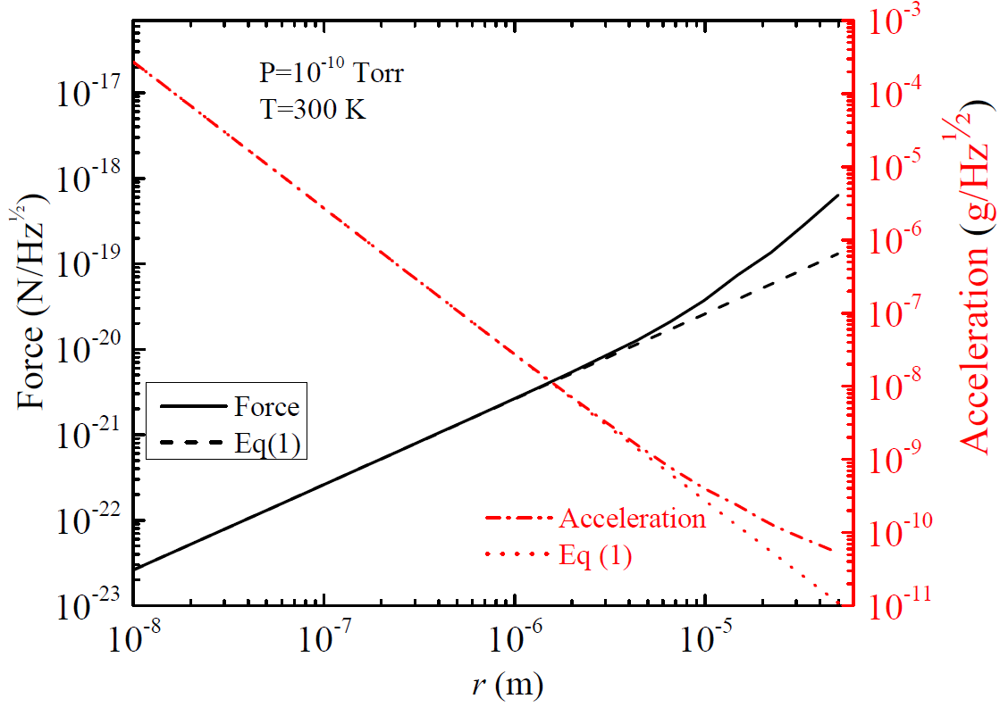 P=10⁻¹⁰ Torr
T=300 K
Force (N/Hz^½)
10⁻¹⁷
10⁻¹⁸
10⁻¹⁹
10⁻²⁰
10⁻²¹
10⁻²²
10⁻²³
Force
Eq(1)
Acceleration
Eq (1)
10⁻³
10⁻⁴
10⁻⁵
10⁻⁶
10⁻⁷
10⁻⁸
10⁻⁹
10⁻¹⁰
10⁻¹¹
Acceleration (g/Hz^½)
10⁻⁸
10⁻⁷
10⁻⁶
10⁻⁵
r (m)